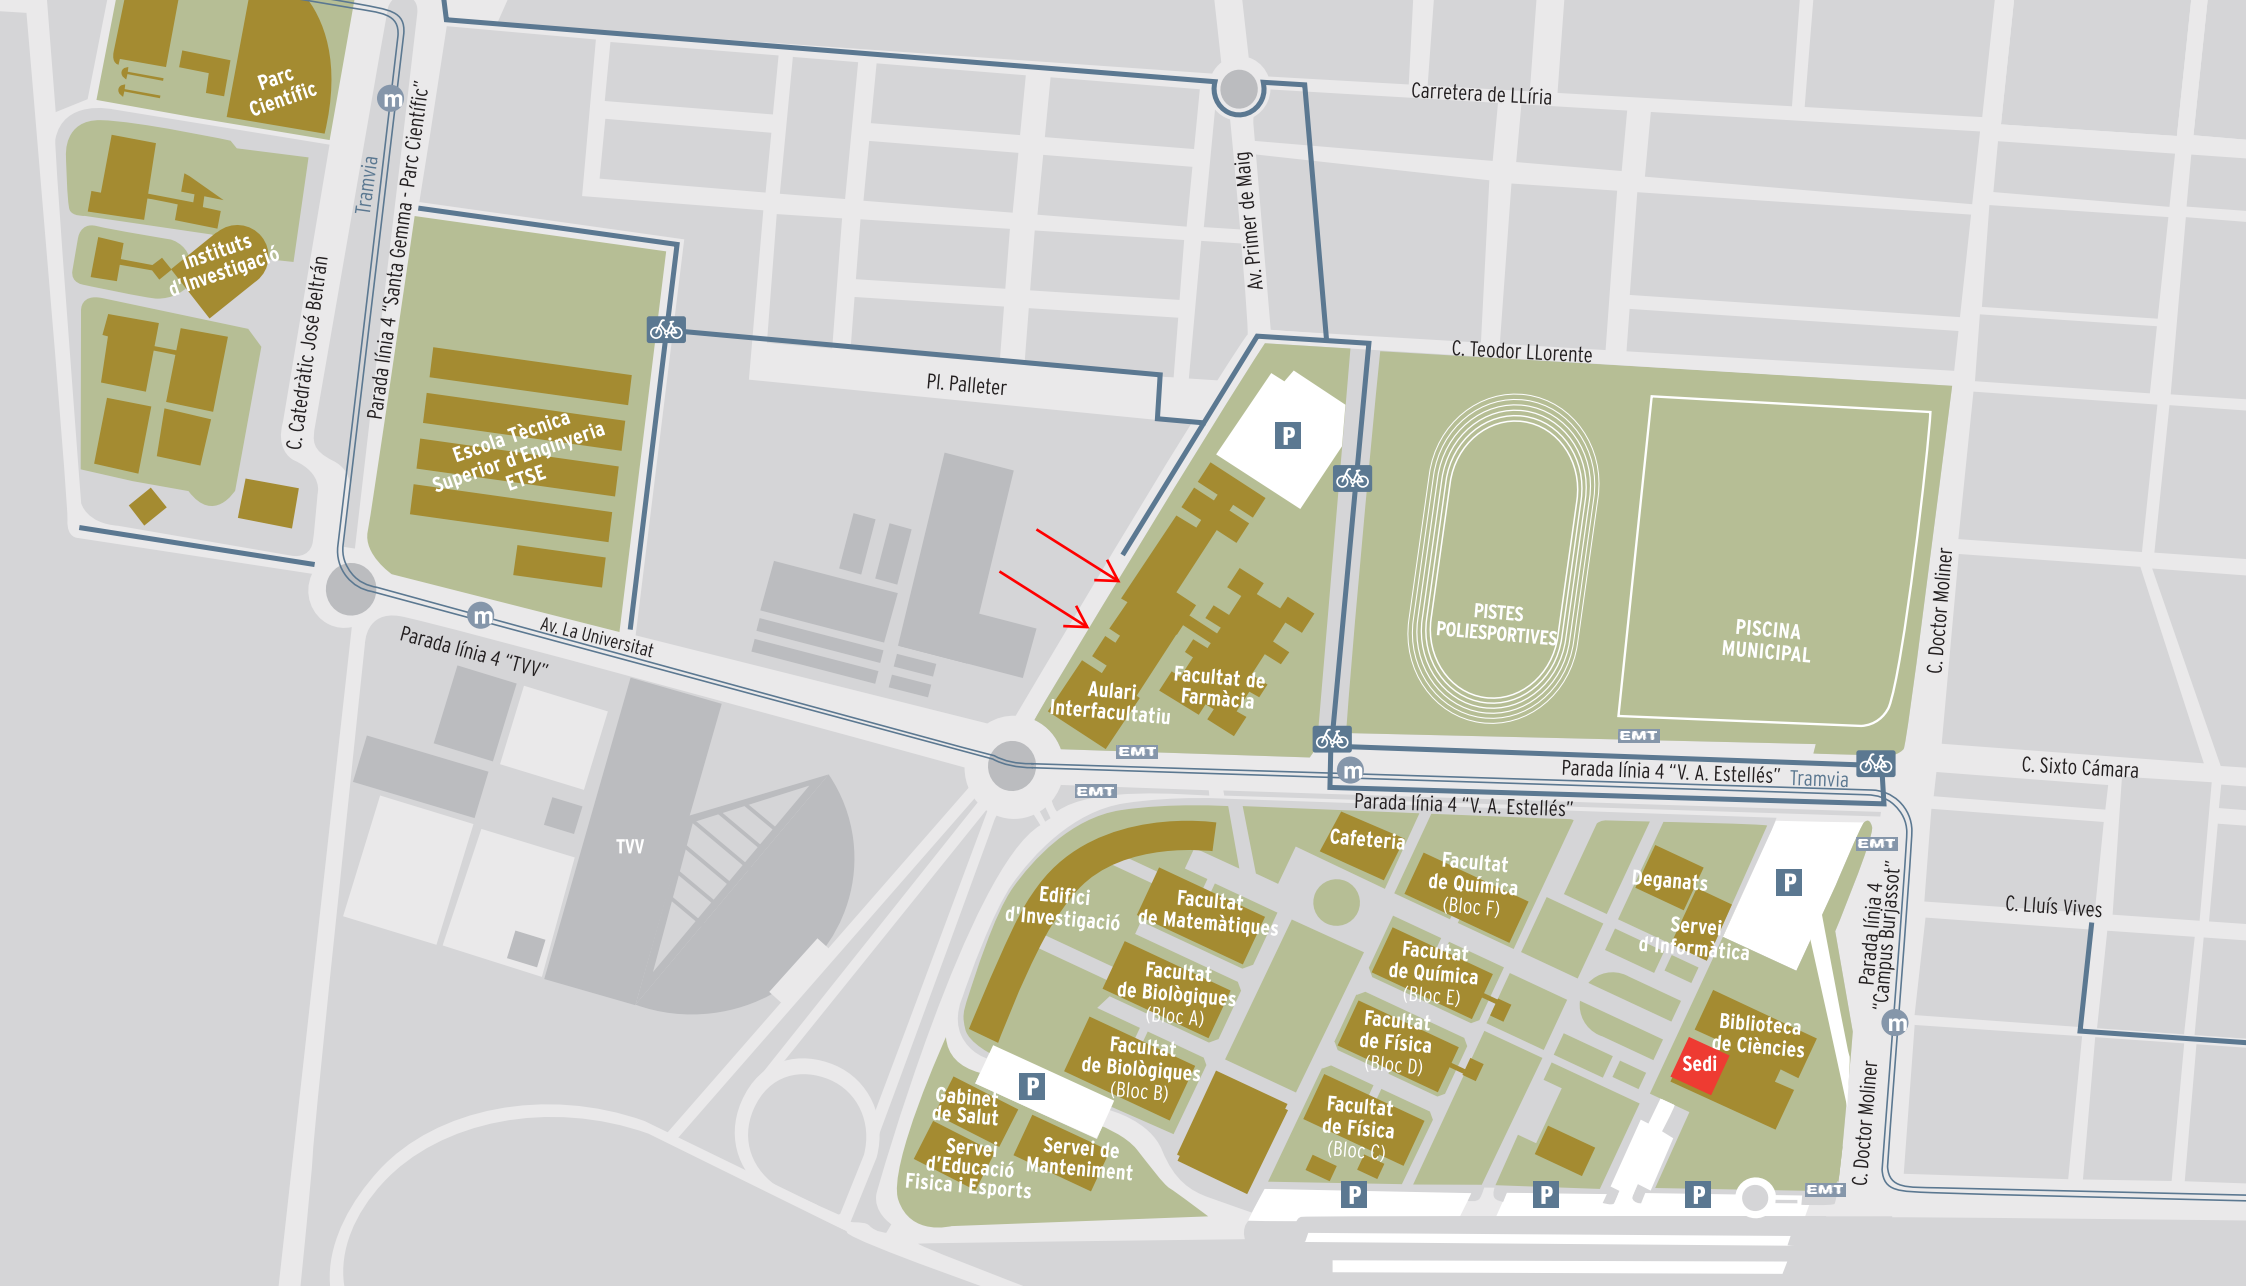 Parc
Científic
m
Tramvia
Parada línia 4 “Santa Gemma - Parc Científic”
Carretera de LLíria
Av. Primer de Maig
Instituts
d'Investigació
C. Catedràtic José Beltrán
Pl. Palleter
C. Teodor LLorente
P
Escola Tècnica
Superior d'Enginyeria
ETSE
m
Av. La Universitat
Parada línia 4 “TVV”
PISTES
POLIESPORTIVES
PISCINA
MUNICIPAL
C. Doctor Moliner
Aulari
Interfacultatiu
Facultat de
Farmàcia
EMT
EMT
EMT
m
Parada línia 4 “V. A. Estellés”
Tramvia
Parada línia 4 “V. A. Estellés”
C. Sixto Cámara
TVV
Cafeteria
Facultat
de Química
(Bloc F)
Deganats
P
EMT
Servei
d'Informàtica
Edifici
d'Investigació
Facultat
de Matemàtiques
Facultat
de Química
(Bloc E)
Parada línia 4
“Campus Burjassot”
C. Lluís Vives
Facultat
de Biològiques
(Bloc A)
Facultat
de Física
(Bloc D)
Biblioteca
de Ciències
Sedi
m
Facultat
de Biològiques
(Bloc B)
P
Gabinet
de Salut
Servei
d'Educació
Fisica i Esports
Servei de
Manteniment
Facultat
de Física
(Bloc C)
C. Doctor Moliner
P
P
P
EMT